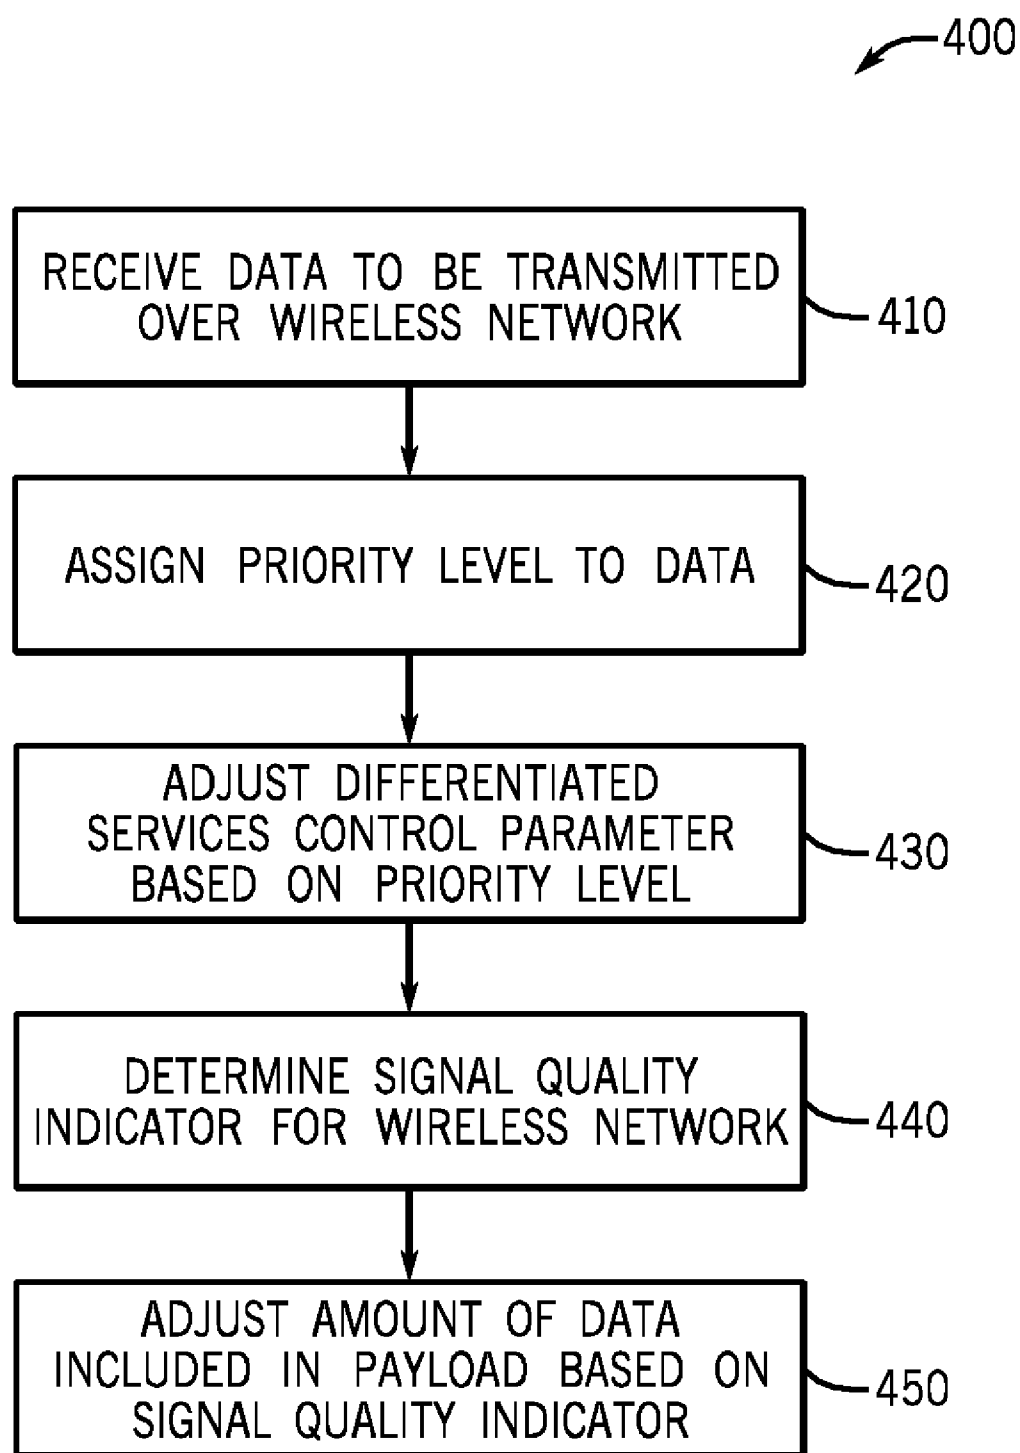 400
RECEIVE DATA TO BE TRANSMITTED
OVER WIRELESS NETWORK
410
ASSIGN PRIORITY LEVEL TO DATA
420
ADJUST DIFFERENTIATED
SERVICES CONTROL PARAMETER
BASED ON PRIORITY LEVEL
430
DETERMINE SIGNAL QUALITY
INDICATOR FOR WIRELESS NETWORK
440
ADJUST AMOUNT OF DATA
INCLUDED IN PAYLOAD BASED ON
SIGNAL QUALITY INDICATOR
450